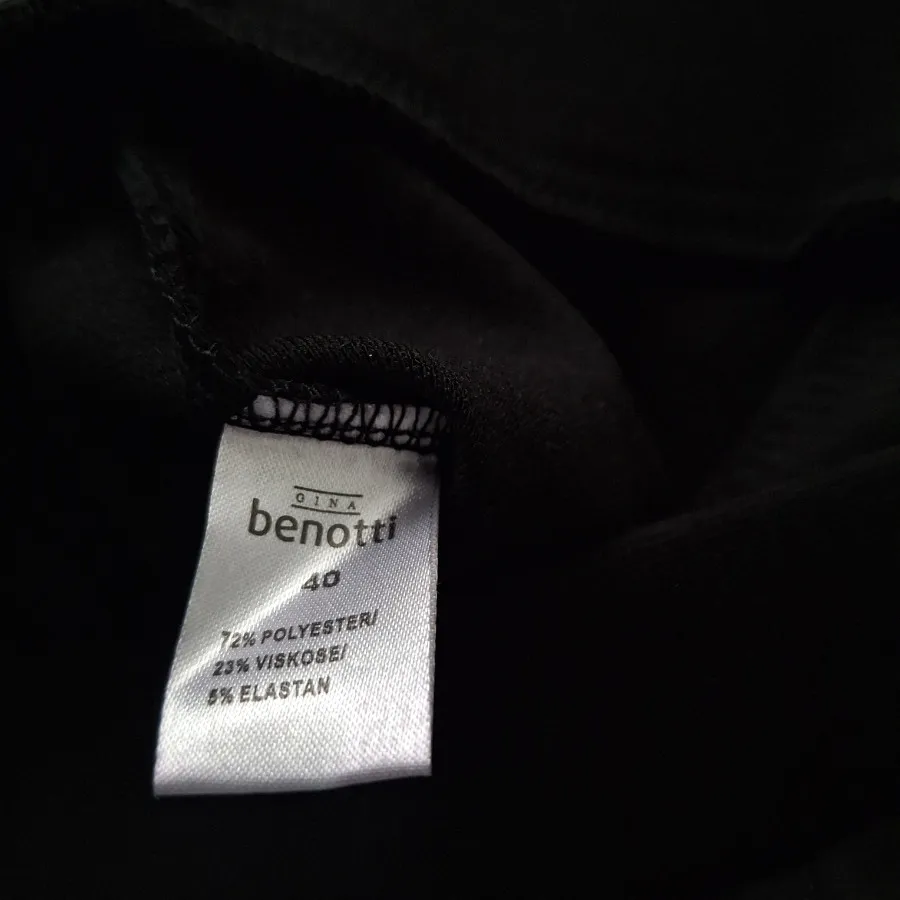 GINA
benotti
40
72% POLYESTER/
23% VISKOSE/
5% ELASTAN